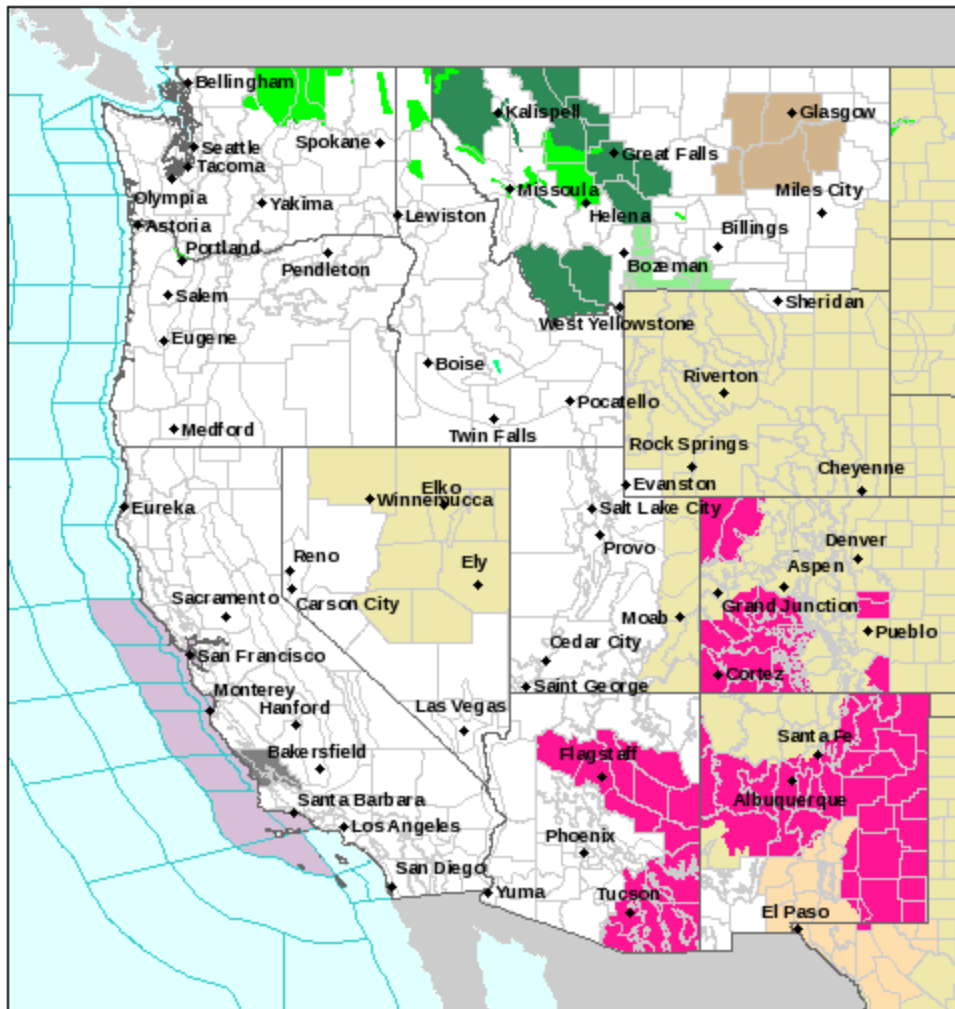 Bellingham
Kalispell
Glasgow
Seattle
Spokane
Great Falls
Tacoma
Missoula
Miles City
Olympia
Yakima
Lewiston
Helena
Astoria
Billings
Portland
Pendleton
Bozeman
Salem
Sheridan
West Yellowstone
Eugene
Boise
Riverton
Pocatello
Medford
Twin Falls
Rock Springs
Cheyenne
Elko
Evanston
Winnemucca
Eureka
Salt Lake City
Provo
Denver
Reno
Ely
Aspen
Carson City
Grand Junction
Sacramento
Moab
Pueblo
San Francisco
Cedar City
Cortez
Monterey
Saint George
Hanford
Las Vegas
Bakersfield
Flagstaff
Santa Fe
Albuquerque
Santa Barbara
Los Angeles
Phoenix
San Diego
Yuma
Tucson
El Paso